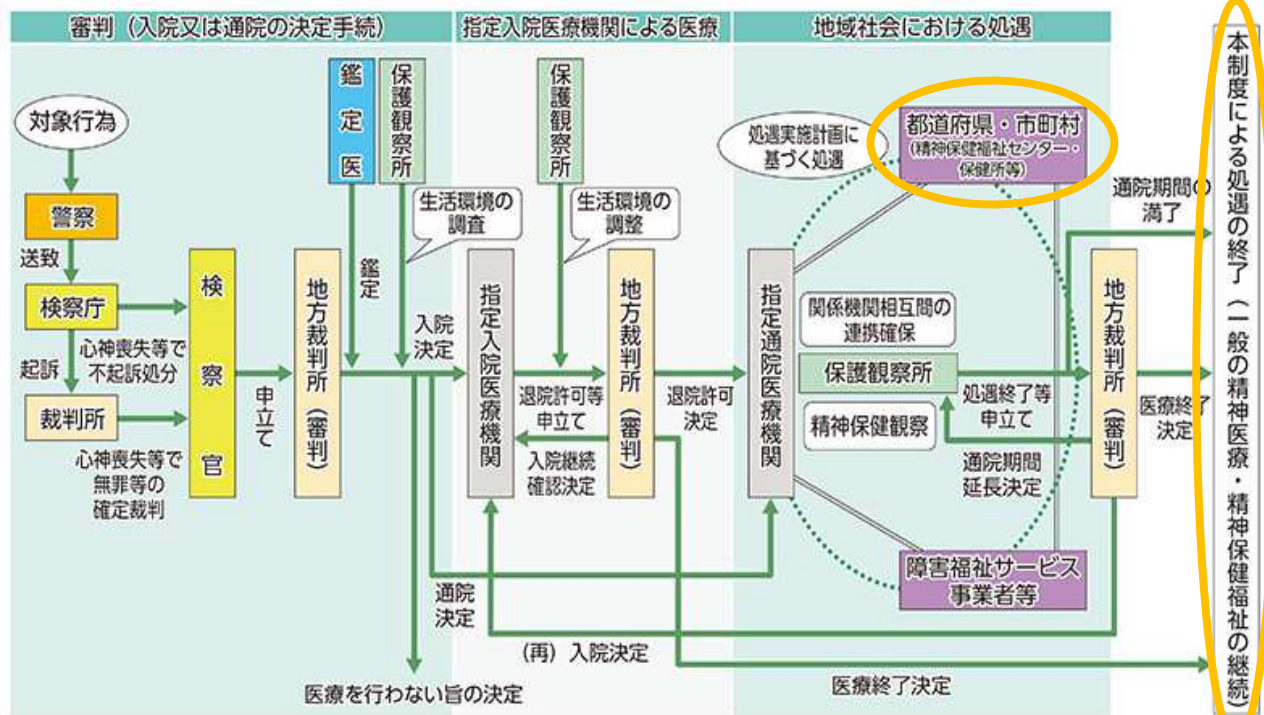 審判（入院又は通院の決定手続）
指定入院医療機関による医療
地域社会における処遇
対象行為
警察
送致
検察庁
起訴
心神喪失等で
不起訴処分
裁判所
心神喪失等で
無罪等の
確定裁判
検察官
申立て
地方裁判所（審判）
鑑定医
鑑定
保護観察所
生活環境の
調査
入院
決定
通院
決定
医療を行わない旨の決定
指定入院医療機関
保護観察所
生活環境の
調整
退院許可等
申立て
入院継続
確認決定
地方裁判所（審判）
退院許可
決定
（再）入院決定
医療終了決定
処遇実施計画に
基づく処遇
都道府県・市町村
（精神保健福祉センター・
保健所等）
指定通院医療機関
関係機関相互間の
連携確保
保護観察所
精神保健観察
処遇終了等
申立て
通院期間
延長決定
障害福祉サービス
事業者等
地方裁判所（審判）
通院期間の
満了
医療終了
決定
本制度による処遇の終了（一般の精神医療・精神保健福祉の継続）